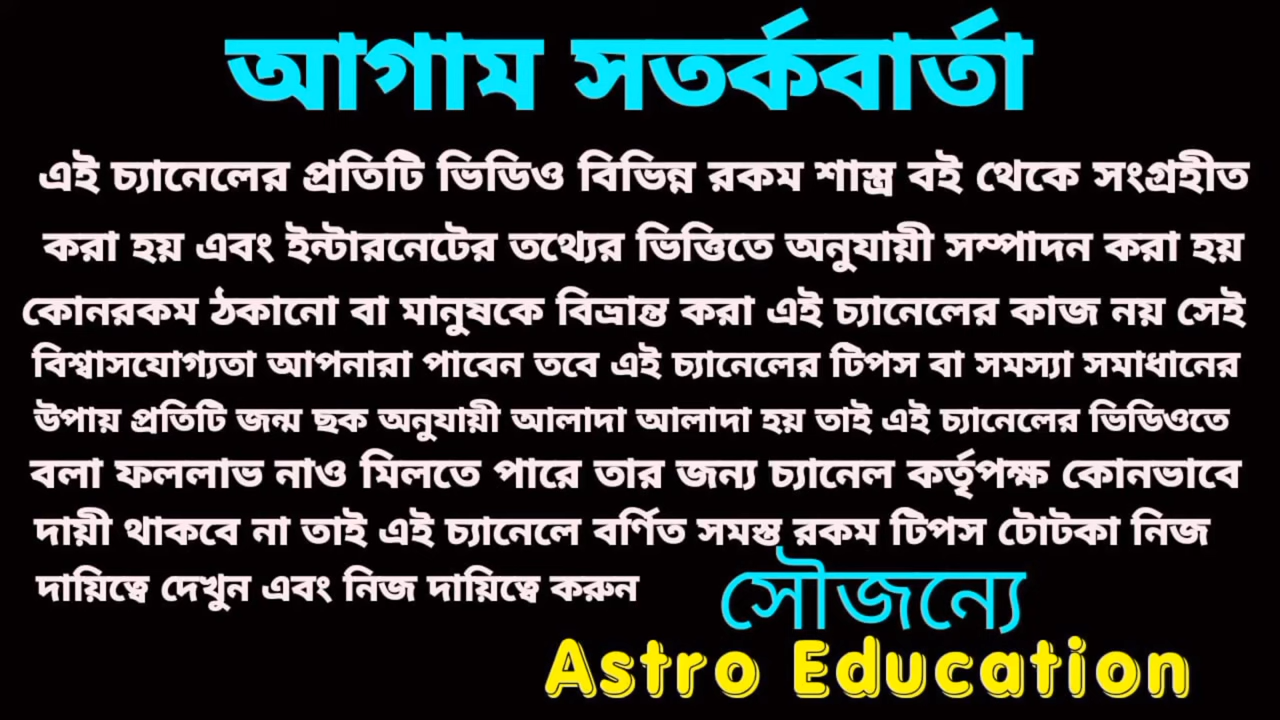 আগাম সতর্কবার্তা
এই চ্যানেলের প্রতিটি ভিডিও বিভিন্ন রকম শাস্ত্র বই থেকে সংগ্রহীত
করা হয় এবং ইন্টারনেটের তথ্যের ভিত্তিতে অনুযায়ী সম্পাদন করা হয়
কোনরকম ঠকানো বা মানুষকে বিভ্রান্ত করা এই চ্যানেলের কাজ নয় সেই
বিশ্বাসযোগ্যতা আপনারা পাবেন তবে এই চ্যানেলের টিপস বা সমস্যা সমাধানের
উপায় প্রতিটি জন্ম ছক অনুযায়ী আলাদা আলাদা হয় তাই এই চ্যানেলের ভিডিওতে
বলা ফললাভ নাও মিলতে পারে তার জন্য চ্যানেল কর্তৃপক্ষ কোনভাবে
দায়ী থাকবে না তাই এই চ্যানেলে বর্ণিত সমস্ত রকম টিপস টোটকা নিজ
দায়িত্বে দেখুন এবং নিজ দায়িত্বে করুন
সৌজন্যে
Astro Education